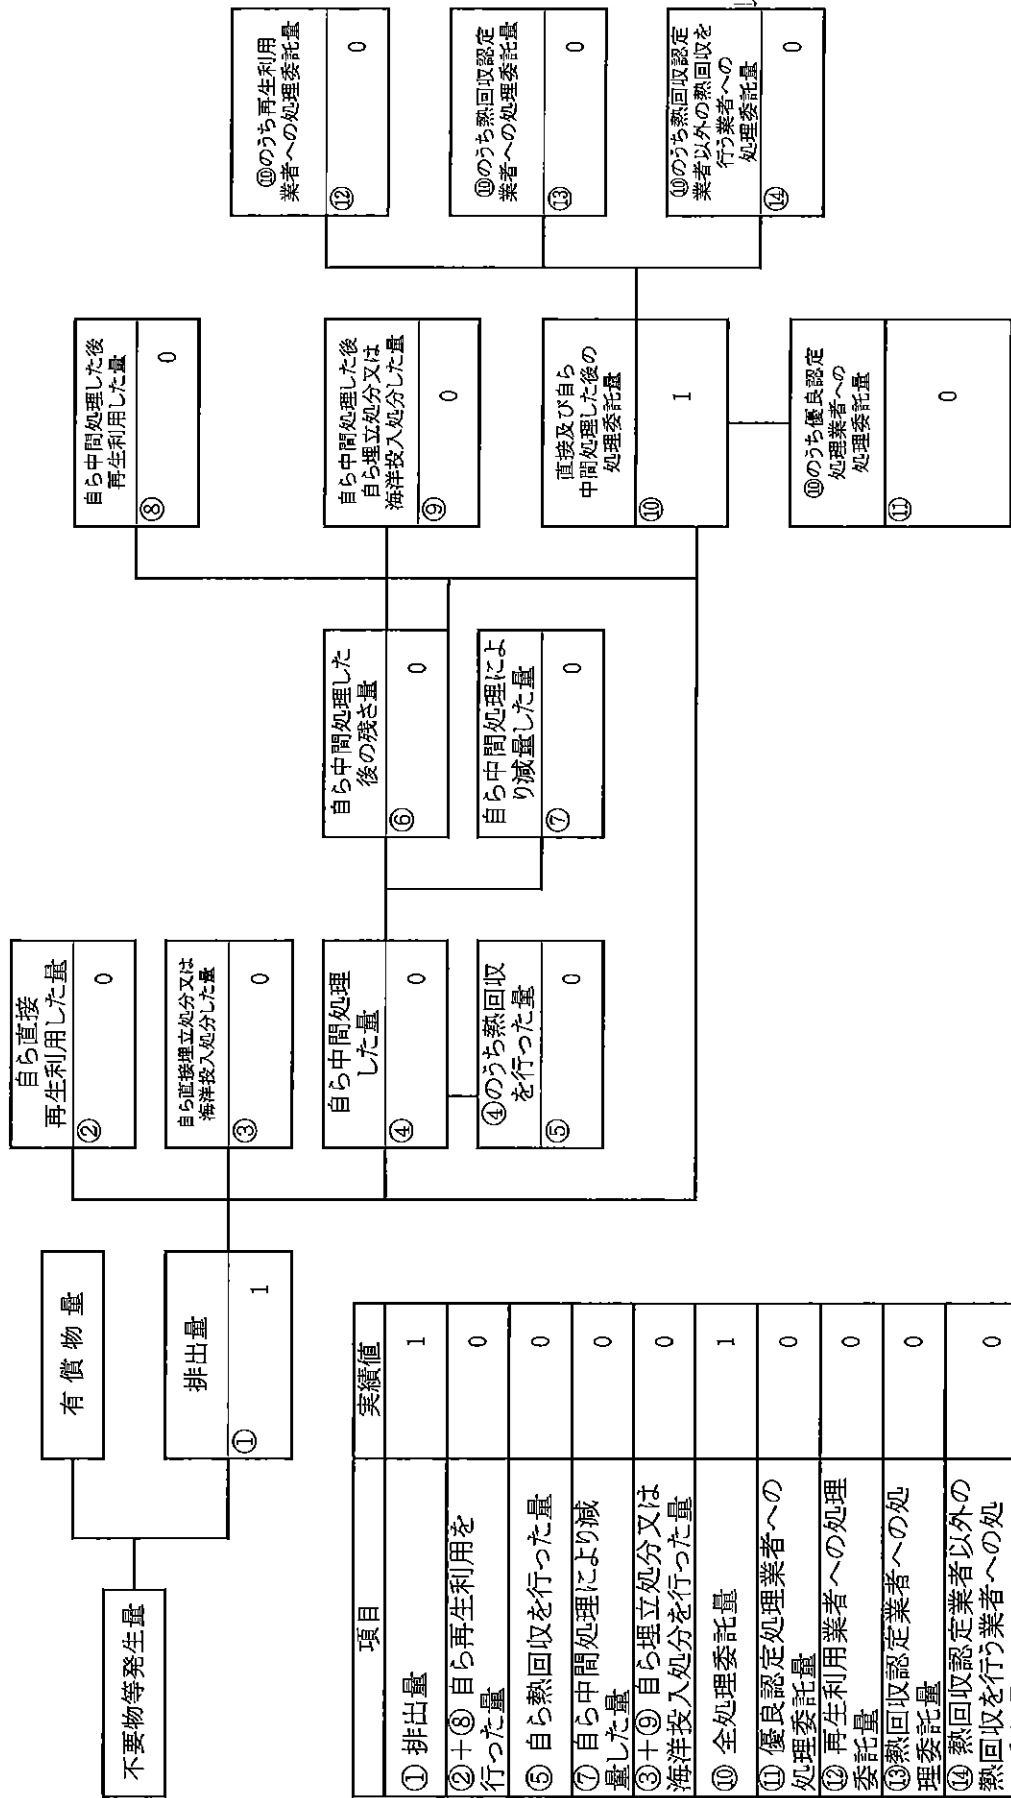 不要物等発生量
有償物量
排出量
①
1
自ら直接
再生利用した量
②
0
自ら直接埋立処分又は
海洋投入処分した量
③
0
自ら中間処理
した量
④
0
④のうち熱回収
を行った量
⑤
0
自ら中間処理した
後の残さ量
⑥
0
自ら中間処理によ
り減量した量
⑦
0
自ら中間処理した後
再生利用した量
⑧
0
自ら中間処理した後
自ら埋立処分又は
海洋投入処分した量
⑨
0
直接及び自ら
中間処理した後の
処理委託量
⑩
1
⑩のうち優良認定
処理業者への
処理委託量
⑪
0
⑩のうち再生利用
業者への処理委託量
⑫
0
⑩のうち熱回収認定
業者への処理委託量
⑬
0
⑩のうち熱回収認定
業者以外の熱回収を
行う業者への
処理委託量
⑭
0
項目 実績値
①排出量 1
②+⑧ 自ら再生利用を
行った量 0
⑤ 自ら熱回収を行った量 0
⑦ 自ら中間処理により減
量した量 0
③+⑨ 自ら埋立処分又は
海洋投入処分を行った量 0
⑩ 全処理委託量 1
⑪ 優良認定処理業者への
処理委託量 0
⑫再生利用業者への処理
委託量 0
⑬熱回収認定業者への処
理委託量 0
⑭ 熱回収認定業者以外の
熱回収を行う業者への処 0